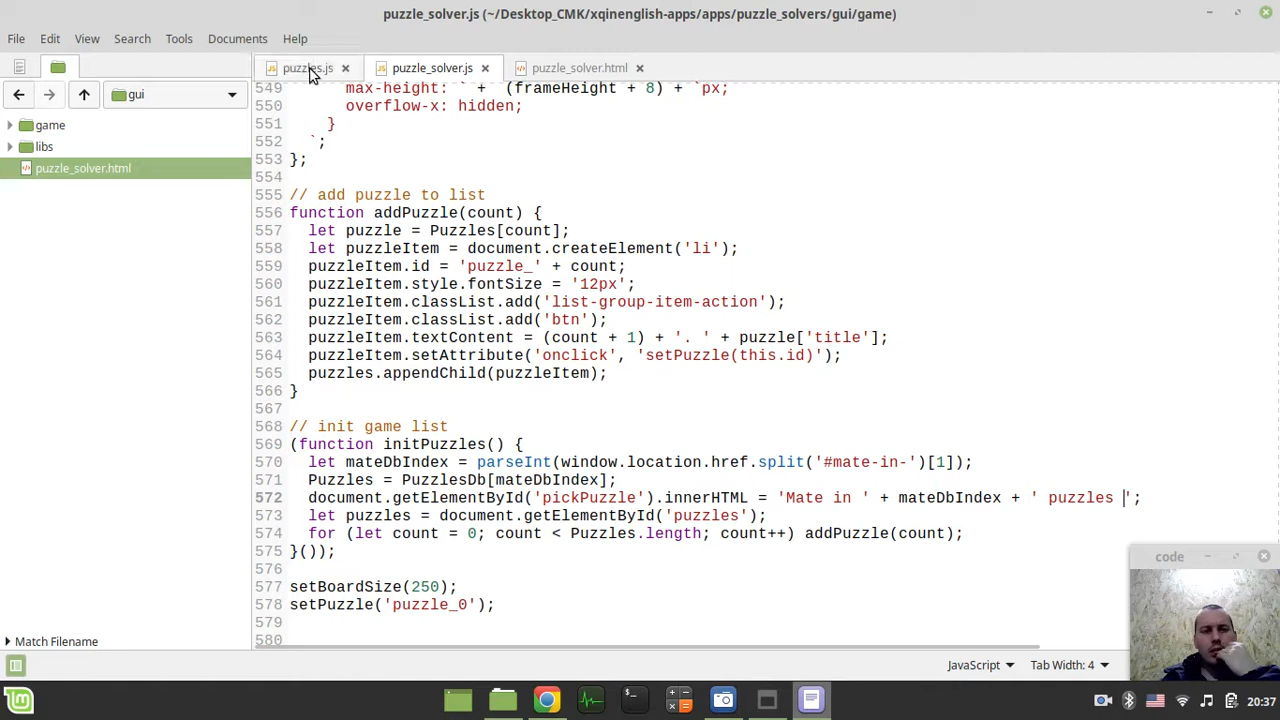 puzzle_solver.js (~/Desktop_CMK/xqinenglish-apps/apps/puzzle_solvers/gui/game)
File Edit View Search Tools Documents Help
puzzles.js puzzle_solver.js puzzle_solver.html
gui
game
libs
puzzle_solver.html
549 max-height: ` + (frameHeight + 8) + `px;
550 overflow-x: hidden;
551 }
552 `;
553 };
554
555 // add puzzle to list
556 function addPuzzle(count) {
557 let puzzle = Puzzles[count];
558 let puzzleItem = document.createElement('li');
559 puzzleItem.id = 'puzzle_' + count;
560 puzzleItem.style.fontSize = '12px';
561 puzzleItem.classList.add('list-group-item-action');
562 puzzleItem.classList.add('btn');
563 puzzleItem.textContent = (count + 1) + '. ' + puzzle['title'];
564 puzzleItem.setAttribute('onclick', 'setPuzzle(this.id)');
565 puzzles.appendChild(puzzleItem);
566 }
567
568 // init game list
569 (function initPuzzles() {
570 let mateDbIndex = parseInt(window.location.href.split('#mate-in-')[1]);
571 Puzzles = PuzzlesDb[mateDbIndex];
572 document.getElementById('pickPuzzle').innerHTML = 'Mate in ' + mateDbIndex + ' puzzles ';
573 let puzzles = document.getElementById('puzzles');
574 for (let count = 0; count < Puzzles.length; count++) addPuzzle(count);
575 }());
576
577 setBoardSize(250);
578 setPuzzle('puzzle_0');
579
580
code
Match Filename
JavaScript Tab Width: 4
20:37